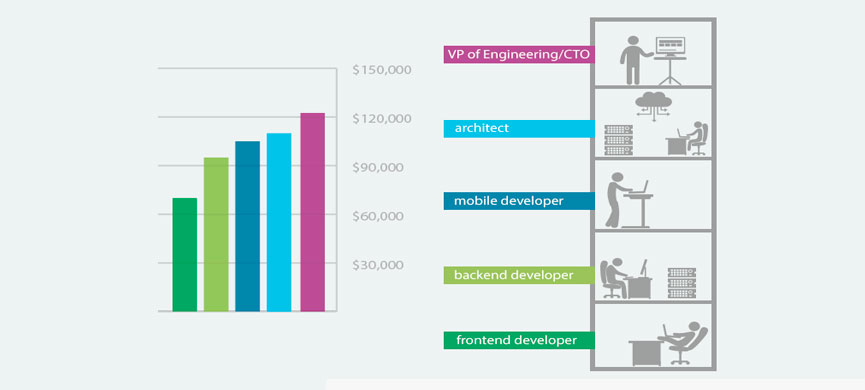 $150,000
$120,000
$90,000
$60,000
$30,000
VP of Engineering/CTO
architect
mobile developer
backend developer
frontend developer